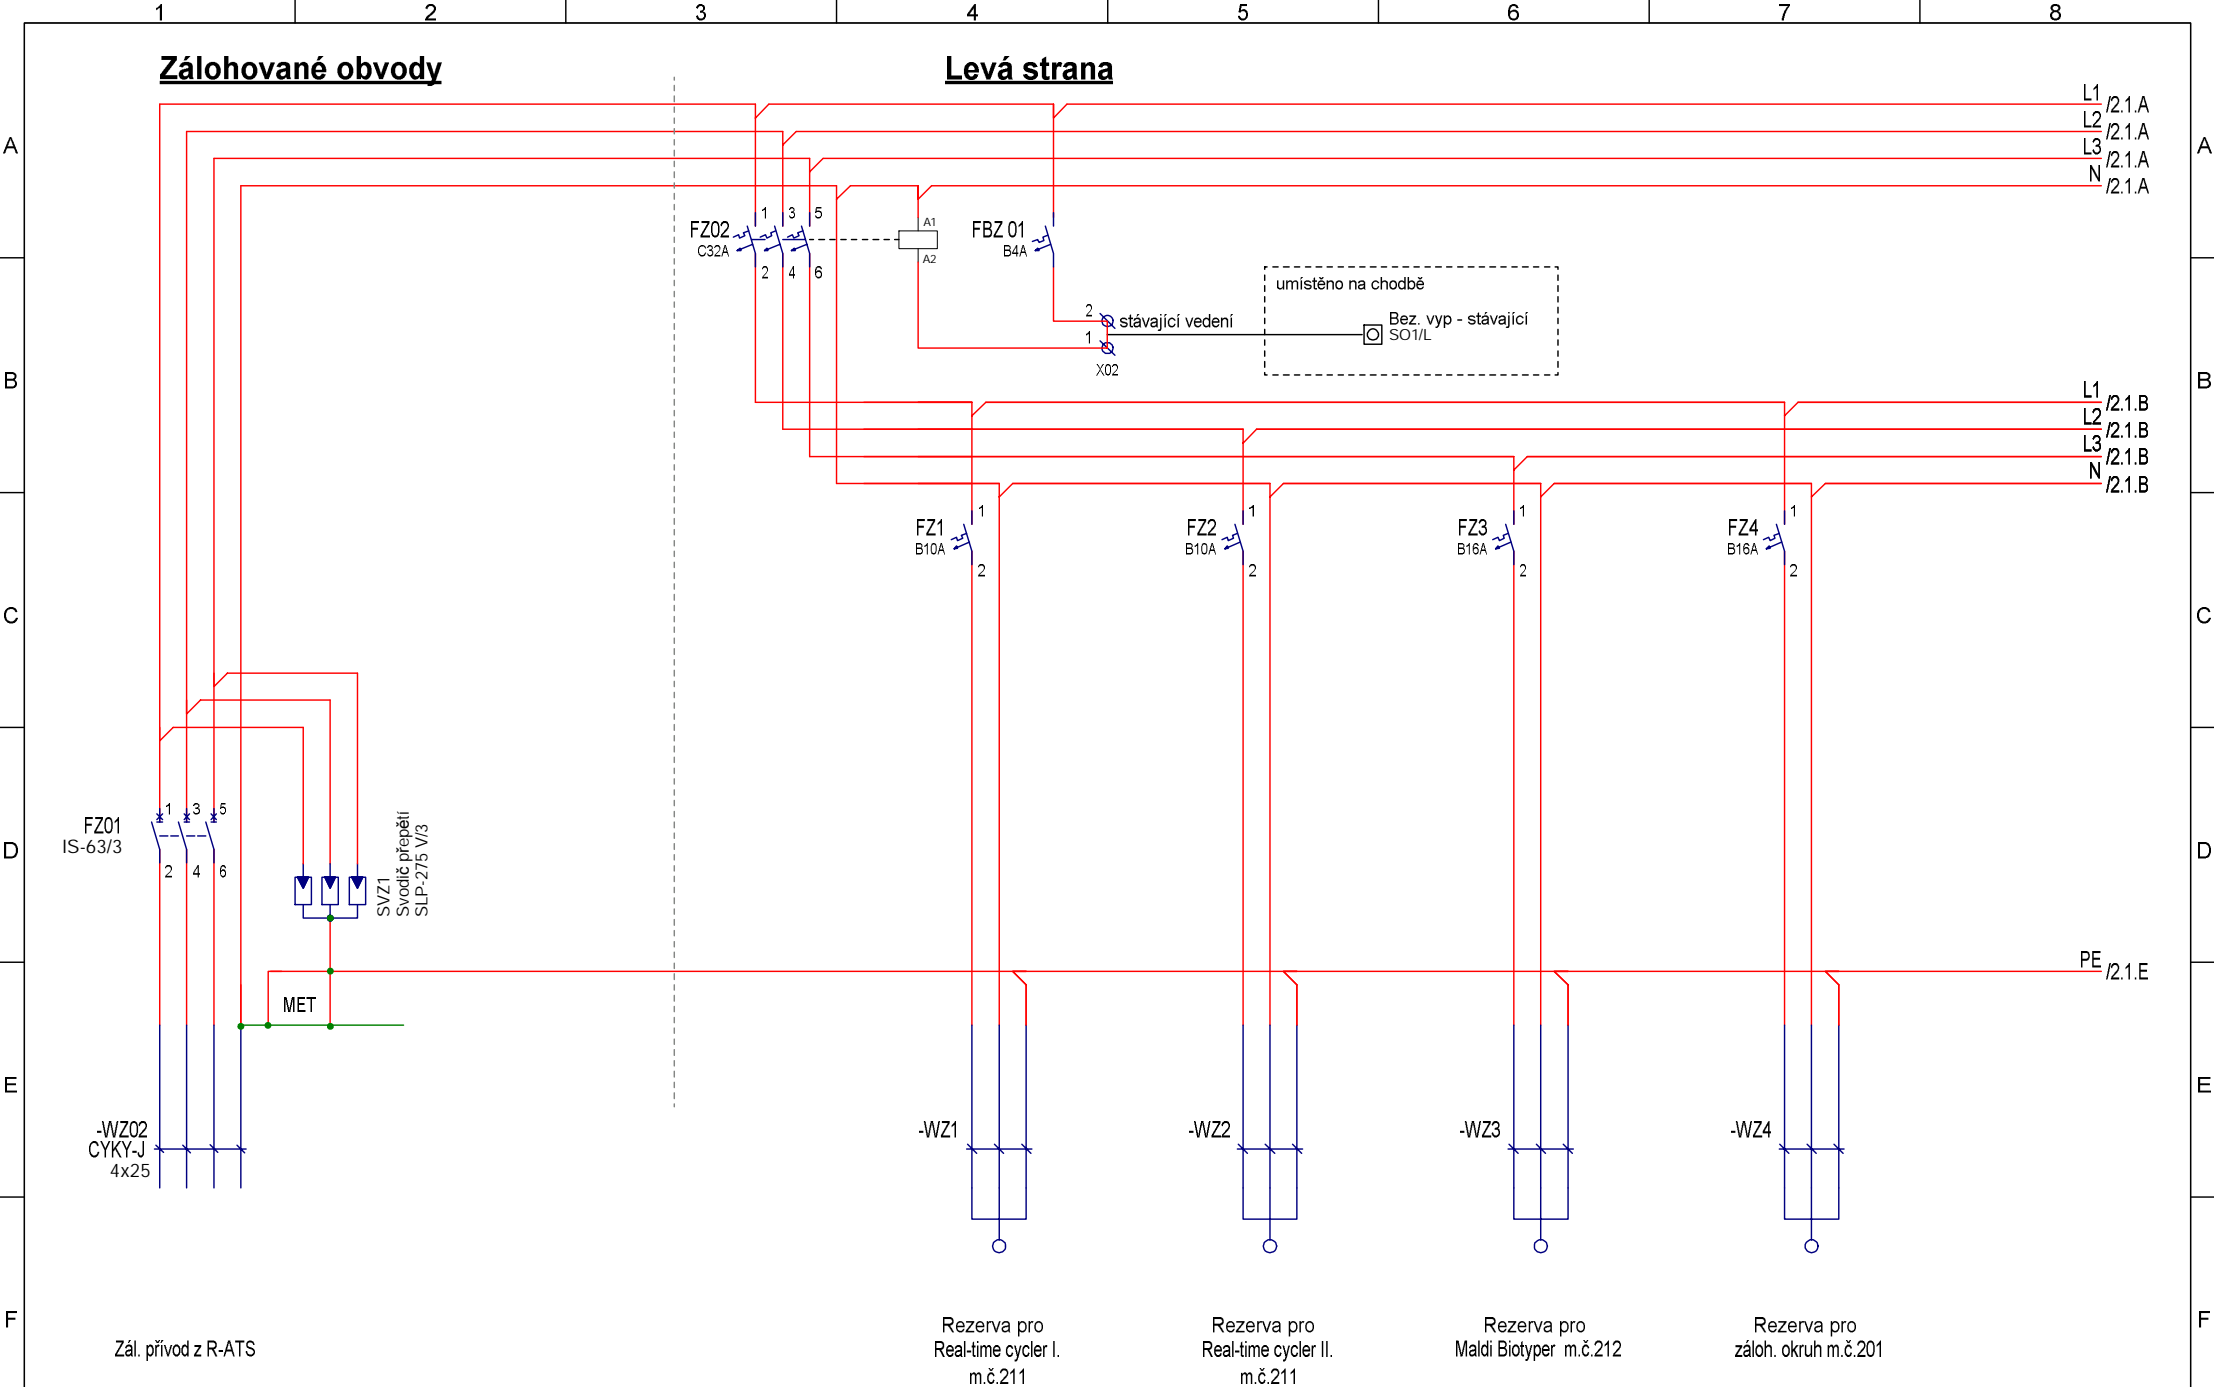 1 2 3 4 5 6 7 8
Zálohované obvody
Levá strana
L1 /2.1.A
L2 /2.1.A
L3 /2.1.A
N /2.1.A
A A
1 3 5
FZ02
C32A
2 4 6
A1
A2
FBZ 01
B4A
umístěno na chodbě
2
stávající vedení
1
X02
Bez. vyp - stávající
SO1/L
B B
L1 /2.1.B
L2 /2.1.B
L3 /2.1.B
N /2.1.B
FZ1
B10A
1
2
FZ2
B10A
1
2
FZ3
B16A
1
2
FZ4
B16A
1
2
C C
1 3 5
FZ01
IS-63/3
2 4 6
SVZ1
Svodič přepětí
SLP-275 V/3
D D
PE /2.1.E
MET
E E
-WZ02
CYKY-J
4x25
-WZ1
-WZ2
-WZ3
-WZ4
F F
Zál. přívod z R-ATS
Rezerva pro
Real-time cycler I.
m.č.211
Rezerva pro
Real-time cycler II.
m.č.211
Rezerva pro
Maldi Biotyper m.č.212
Rezerva pro
záloh. okruh m.č.201